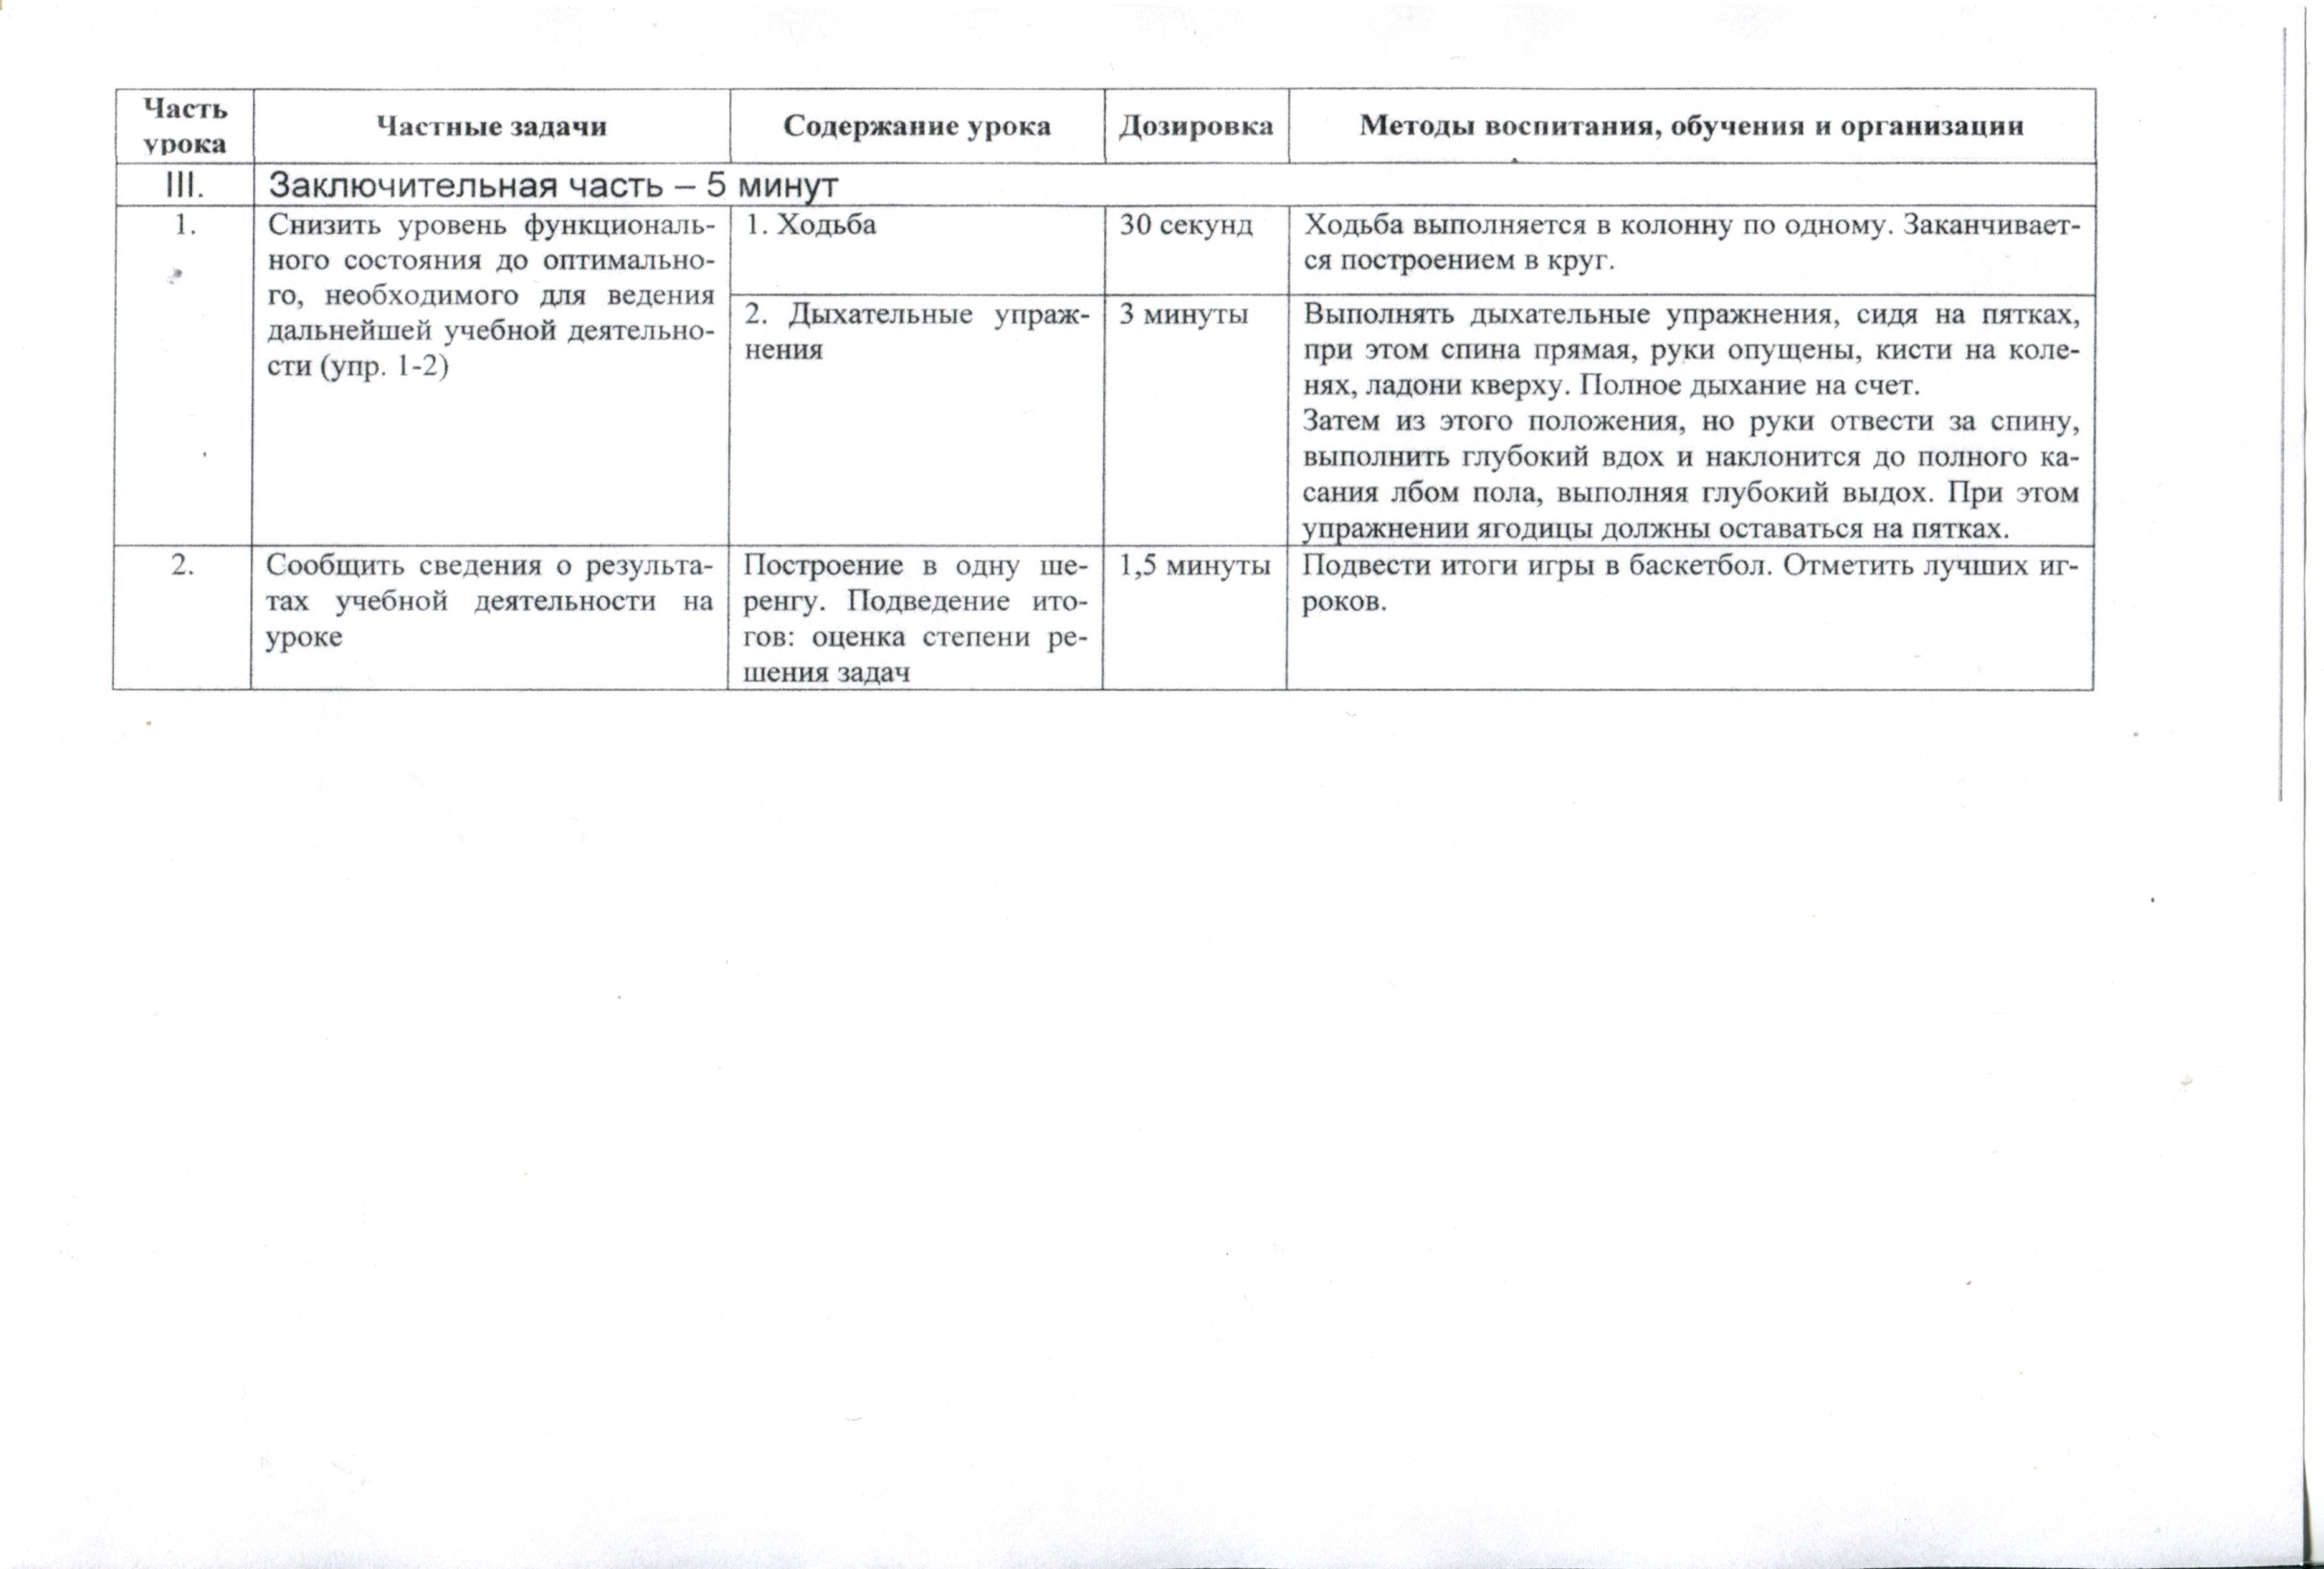 Часть
урока
Частные задачи
Содержание урока
Дозировка
Методы воспитания, обучения и организации
III.
Заключительная часть – 5 минут
1.
Снизить уровень функциональ-
ного состояния до оптимально-
го, необходимого для ведения
дальнейшей учебной деятельно-
сти (упр. 1-2)
1. Ходьба
30 секунд
Ходьба выполняется в колонну по одному. Заканчивает-
ся построением в круг.
2. Дыхательные упраж-
нения
3 минуты
Выполнять дыхательные упражнения, сидя на пятках,
при этом спина прямая, руки опущены, кисти на коле-
нях, ладони кверху. Полное дыхание на счет.
Затем из этого положения, но руки отвести за спину,
выполнить глубокий вдох и наклонится до полного ка-
сания лбом пола, выполняя глубокий выдох. При этом
упражнении ягодицы должны оставаться на пятках.
2.
Сообщить сведения о результа-
тах учебной деятельности на
уроке
Построение в одну ше-
ренгу. Подведение ито-
гов: оценка степени ре-
шения задач
1,5 минуты
Подвести итоги игры в баскетбол. Отметить лучших иг-
роков.